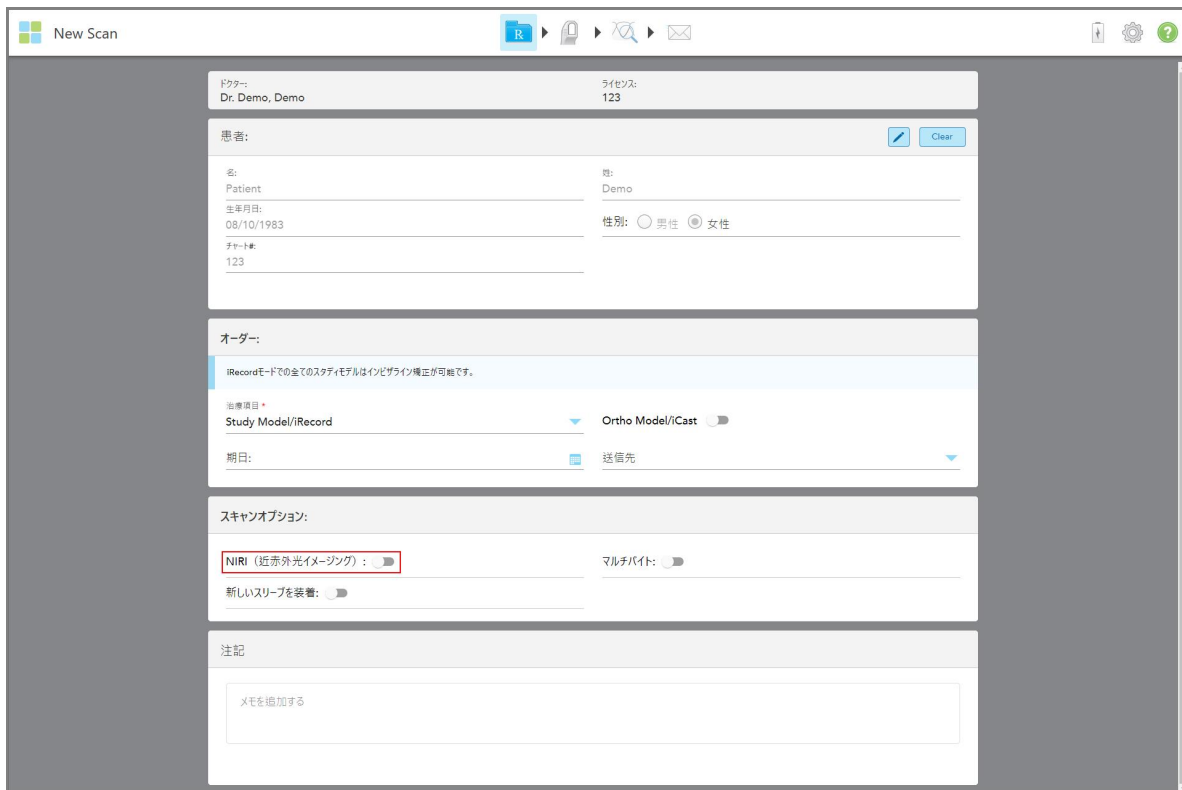 New Scan
R
?
ドクター: ライセンス:
Dr. Demo, Demo 123
患者: Clear
名: 姓:
Patient Demo
生年月日:
08/10/1983 性別: 男性 女性
チャート#:
123
オーダー:
iRecordモードでの全てのスタディモデルはインビザライン矯正が可能です。
治療項目 *
Study Model/iRecord Ortho Model/iCast
期日: 送信先
スキャンオプション:
NIRI（近赤外光イメージング）: マルチバイト:
新しいスリーブを装着:
注記
メモを追加する